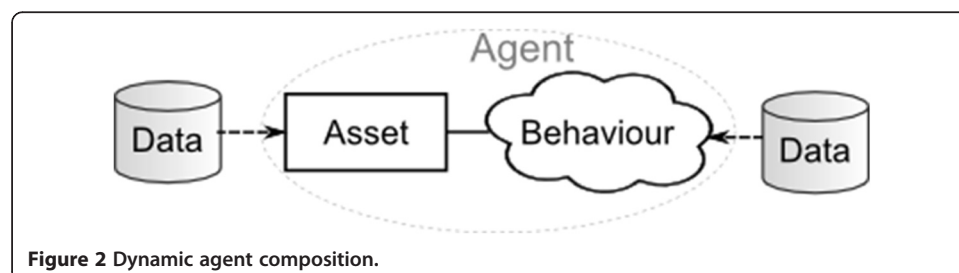 Agent
Data
Asset
Behaviour
Data
Figure 2 Dynamic agent composition.